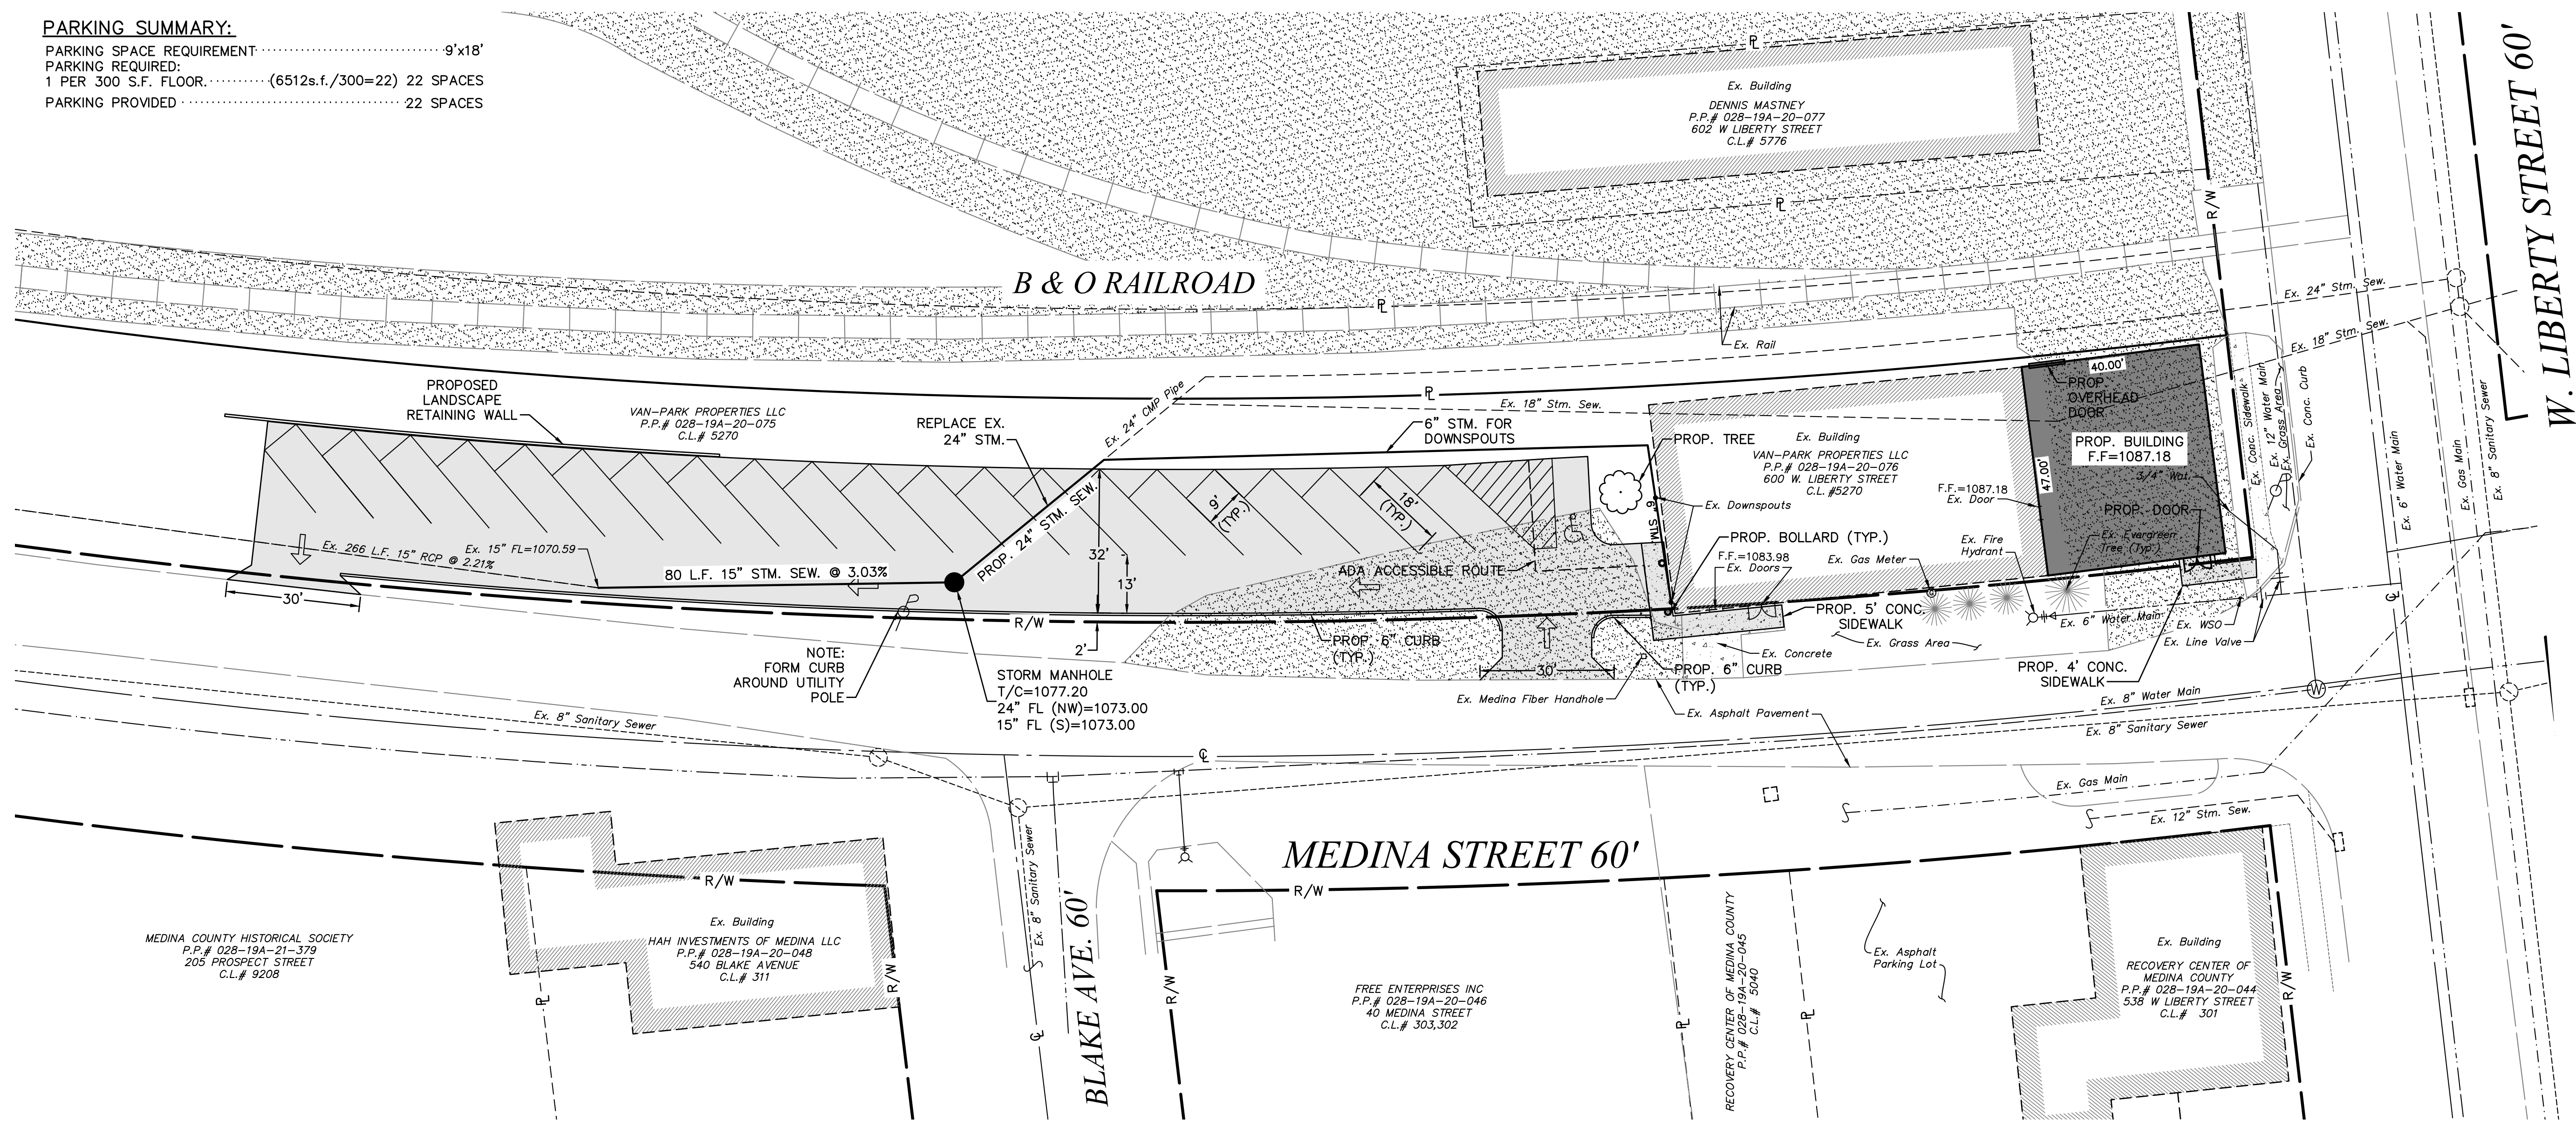 PARKING SUMMARY:
PARKING SPACE REQUIREMENT 9'x18'
PARKING REQUIRED:
1 PER 300 S.F. FLOOR. (6512s.f./300=22) 22 SPACES
PARKING PROVIDED 22 SPACES
Ex. Building
DENNIS MASTNEY
P.P.# 028-19A-20-077
602 W LIBERTY STREET
C.L.# 5776
PL
PL
R/W
W. LIBERTY STREET 60'
B & O RAILROAD
PL
Ex. Rail
Ex. 24" Stm. Sew.
Ex. 18" Stm. Sew.
PROPOSED
LANDSCAPE
RETAINING WALL
VAN-PARK PROPERTIES LLC
P.P.# 028-19A-20-075
C.L.# 5270
REPLACE EX.
24" STM.
Ex. 24" CMP Pipe
PL
Ex. 18" Stm. Sew.
6" STM. FOR
DOWNSPOUTS
PROP. TREE
Ex. Building
VAN-PARK PROPERTIES LLC
P.P.# 028-19A-20-076
600 W. LIBERTY STREET
C.L. #5270
40.00'
PROP.
OVERHEAD
DOOR
PROP. BUILDING
F.F=1087.18
47.00'
F.F.=1087.18
Ex. Door
3/4" Wat.
PROP. DOOR
Ex. Evergreen
Tree (Typ.)
Ex. Conc. Sidewalk
Ex. 12" Water Main
Ex. Grass Area
Ex. Conc. Curb
Ex. 6" Water Main
Ex. Gas Main
Ex. 8" Sanitary Sewer
9'
(TYP.)
18'
(TYP.)
Ex. Downspouts
6" STM.
PROP. BOLLARD (TYP.)
F.F.=1083.98
Ex. Doors
Ex. Gas Meter
Ex. Fire
Hydrant
Ex. 266 L.F. 15" RCP @ 2.21%
Ex. 15" FL=1070.59
80 L.F. 15" STM. SEW. @ 3.03%
PROP. 24" STM. SEW.
32'
13'
ADA ACCESSIBLE ROUTE
30'
R/W
2'
PROP. 6" CURB
(TYP.)
PROP. 5' CONC.
SIDEWALK
Ex. 6" Water Main
Ex. WSO
Ex. Line Valve
Ex. Grass Area
Ex. Concrete
30'
PROP. 6" CURB
(TYP.)
PROP. 4' CONC.
SIDEWALK
NOTE:
FORM CURB
AROUND UTILITY
POLE
STORM MANHOLE
T/C=1077.20
24" FL (NW)=1073.00
15" FL (S)=1073.00
Ex. Medina Fiber Handhole
Ex. Asphalt Pavement
W
Ex. 8" Water Main
Ex. 8" Sanitary Sewer
Ex. 8" Sanitary Sewer
CL
CL
Ex. Gas Main
Ex. 12" Stm. Sew.
MEDINA STREET 60'
R/W
R/W
MEDINA COUNTY HISTORICAL SOCIETY
P.P.# 028-19A-21-379
205 PROSPECT STREET
C.L.# 9208
Ex. Building
HAH INVESTMENTS OF MEDINA LLC
P.P.# 028-19A-20-048
540 BLAKE AVENUE
C.L.# 311
PL
R/W
Ex. 8" Sanitary Sewer
CL
BLAKE AVE. 60'
R/W
FREE ENTERPRISES INC
P.P.# 028-19A-20-046
40 MEDINA STREET
C.L.# 303,302
PL
RECOVERY CENTER OF MEDINA COUNTY
P.P.# 028-19A-20-045
C.L.# 5040
PL
Ex. Asphalt
Parking Lot
Ex. Building
RECOVERY CENTER OF
MEDINA COUNTY
P.P.# 028-19A-20-044
538 W LIBERTY STREET
C.L.# 301
R/W